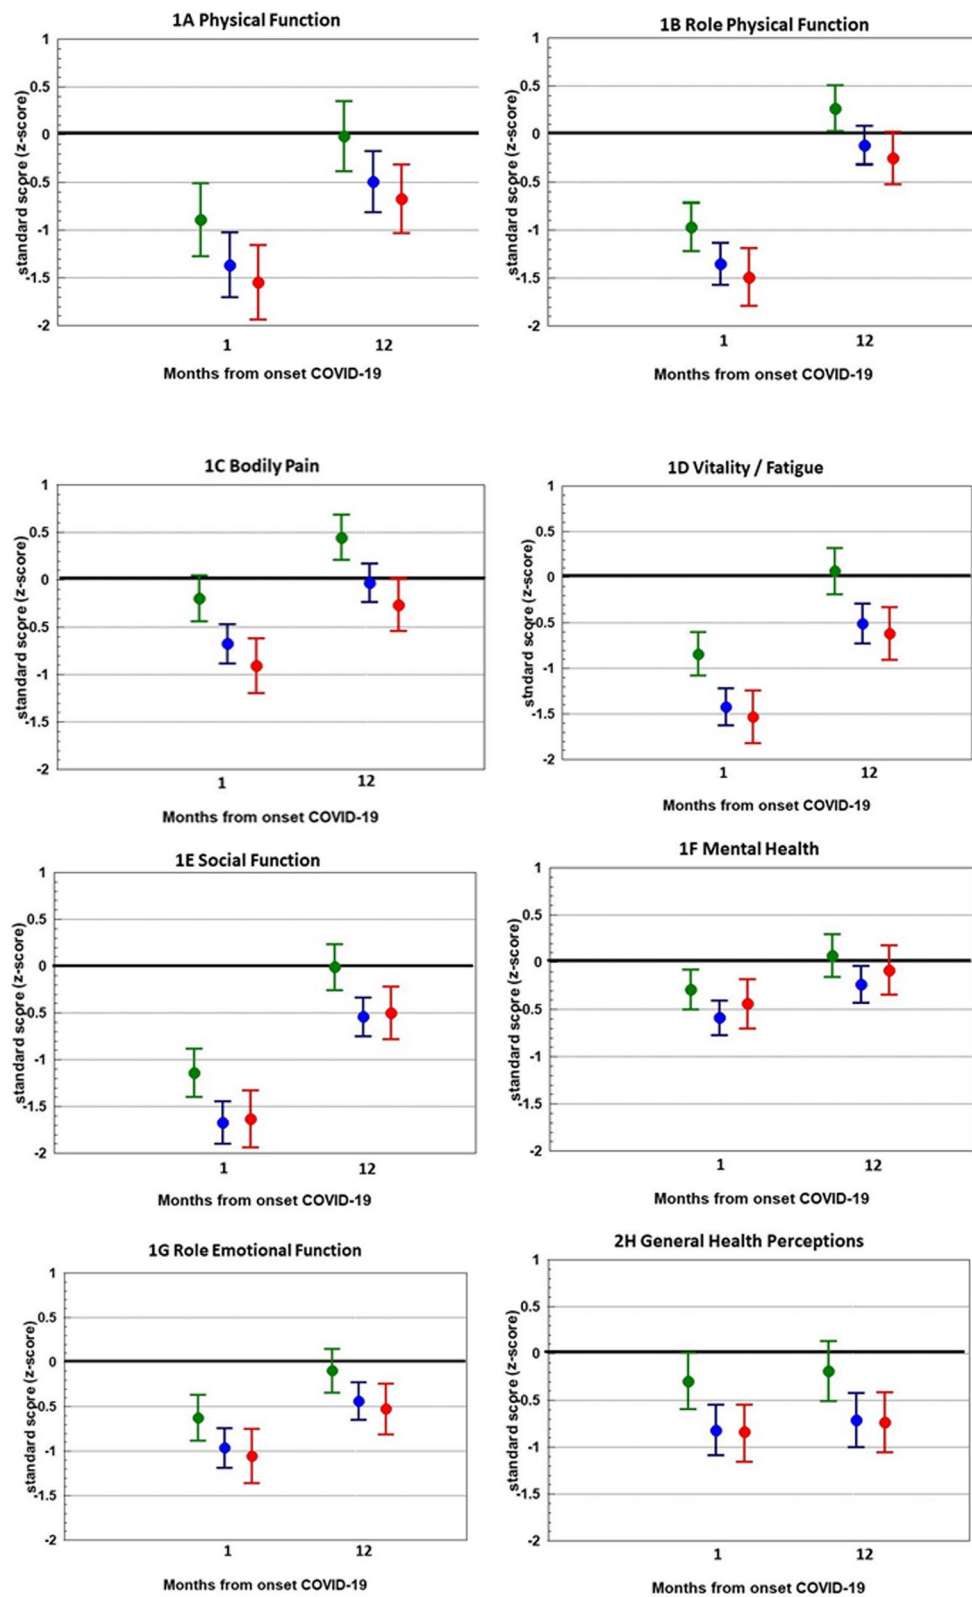 1A Physical Function
1
0.5
0
-0.5
-1
-1.5
-2
standard score (z-score)
1 12
Months from onset COVID-19
1B Role Physical Function
1
0.5
0
-0.5
-1
-1.5
-2
standard score (z-score)
1 12
Months from onset COVID-19
1C Bodily Pain
1
0.5
0
-0.5
-1
-1.5
-2
standard score (z-score)
1 12
Months from onset COVID-19
1D Vitality / Fatigue
1
0.5
0
-0.5
-1
-1.5
-2
stndard score (z-score)
1 12
Months from onset COVID-19
1E Social Function
1
0.5
0
-0.5
-1
-1.5
-2
standard score (z-score)
1 12
Months from onset COVID-19
1F Mental Health
1
0.5
0
-0.5
-1
-1.5
-2
standard score (z-score)
1 12
Months from onset COVID-19
1G Role Emotional Function
1
0.5
0
-0.5
-1
-1.5
-2
standard score (z-score)
1 12
Months from onset COVID-19
2H General Health Perceptions
1
0.5
0
-0.5
-1
-1.5
-2
standard score (z-score)
1 12
Months from onset COVID-19